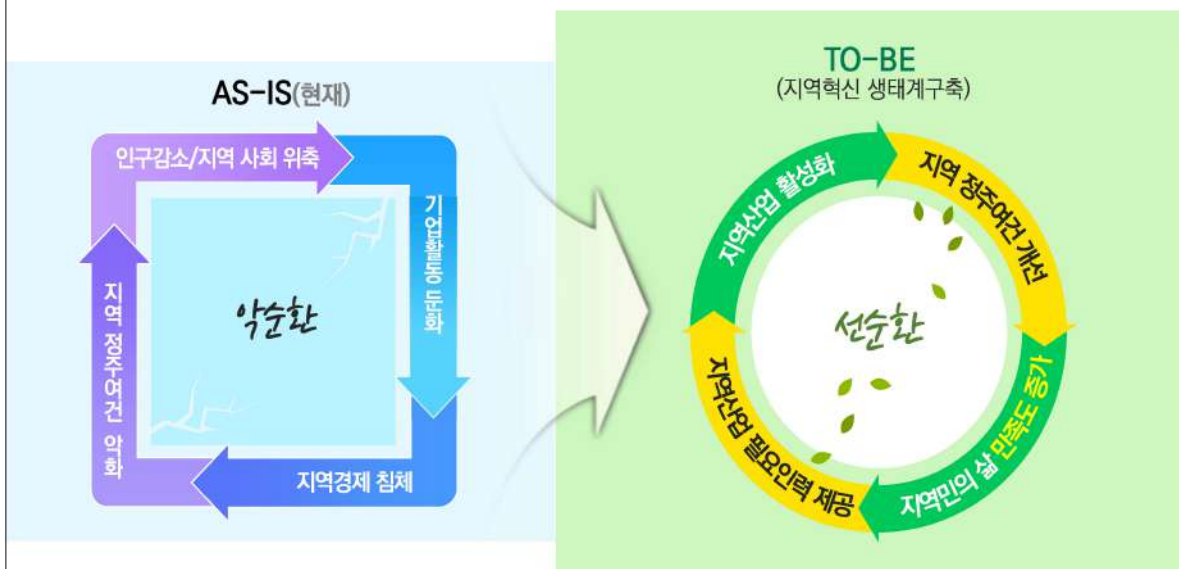 AS-IS(현재)
인구감소/지역 사회 위축
기업활동 둔화
지역경제 침체
지역 정주여건 악화
악순환
TO-BE
(지역혁신 생태계구축)
지역산업 활성화
지역 정주여건 개선
지역민의 삶 만족도 증가
지역산업 필요인력 제공
선순환